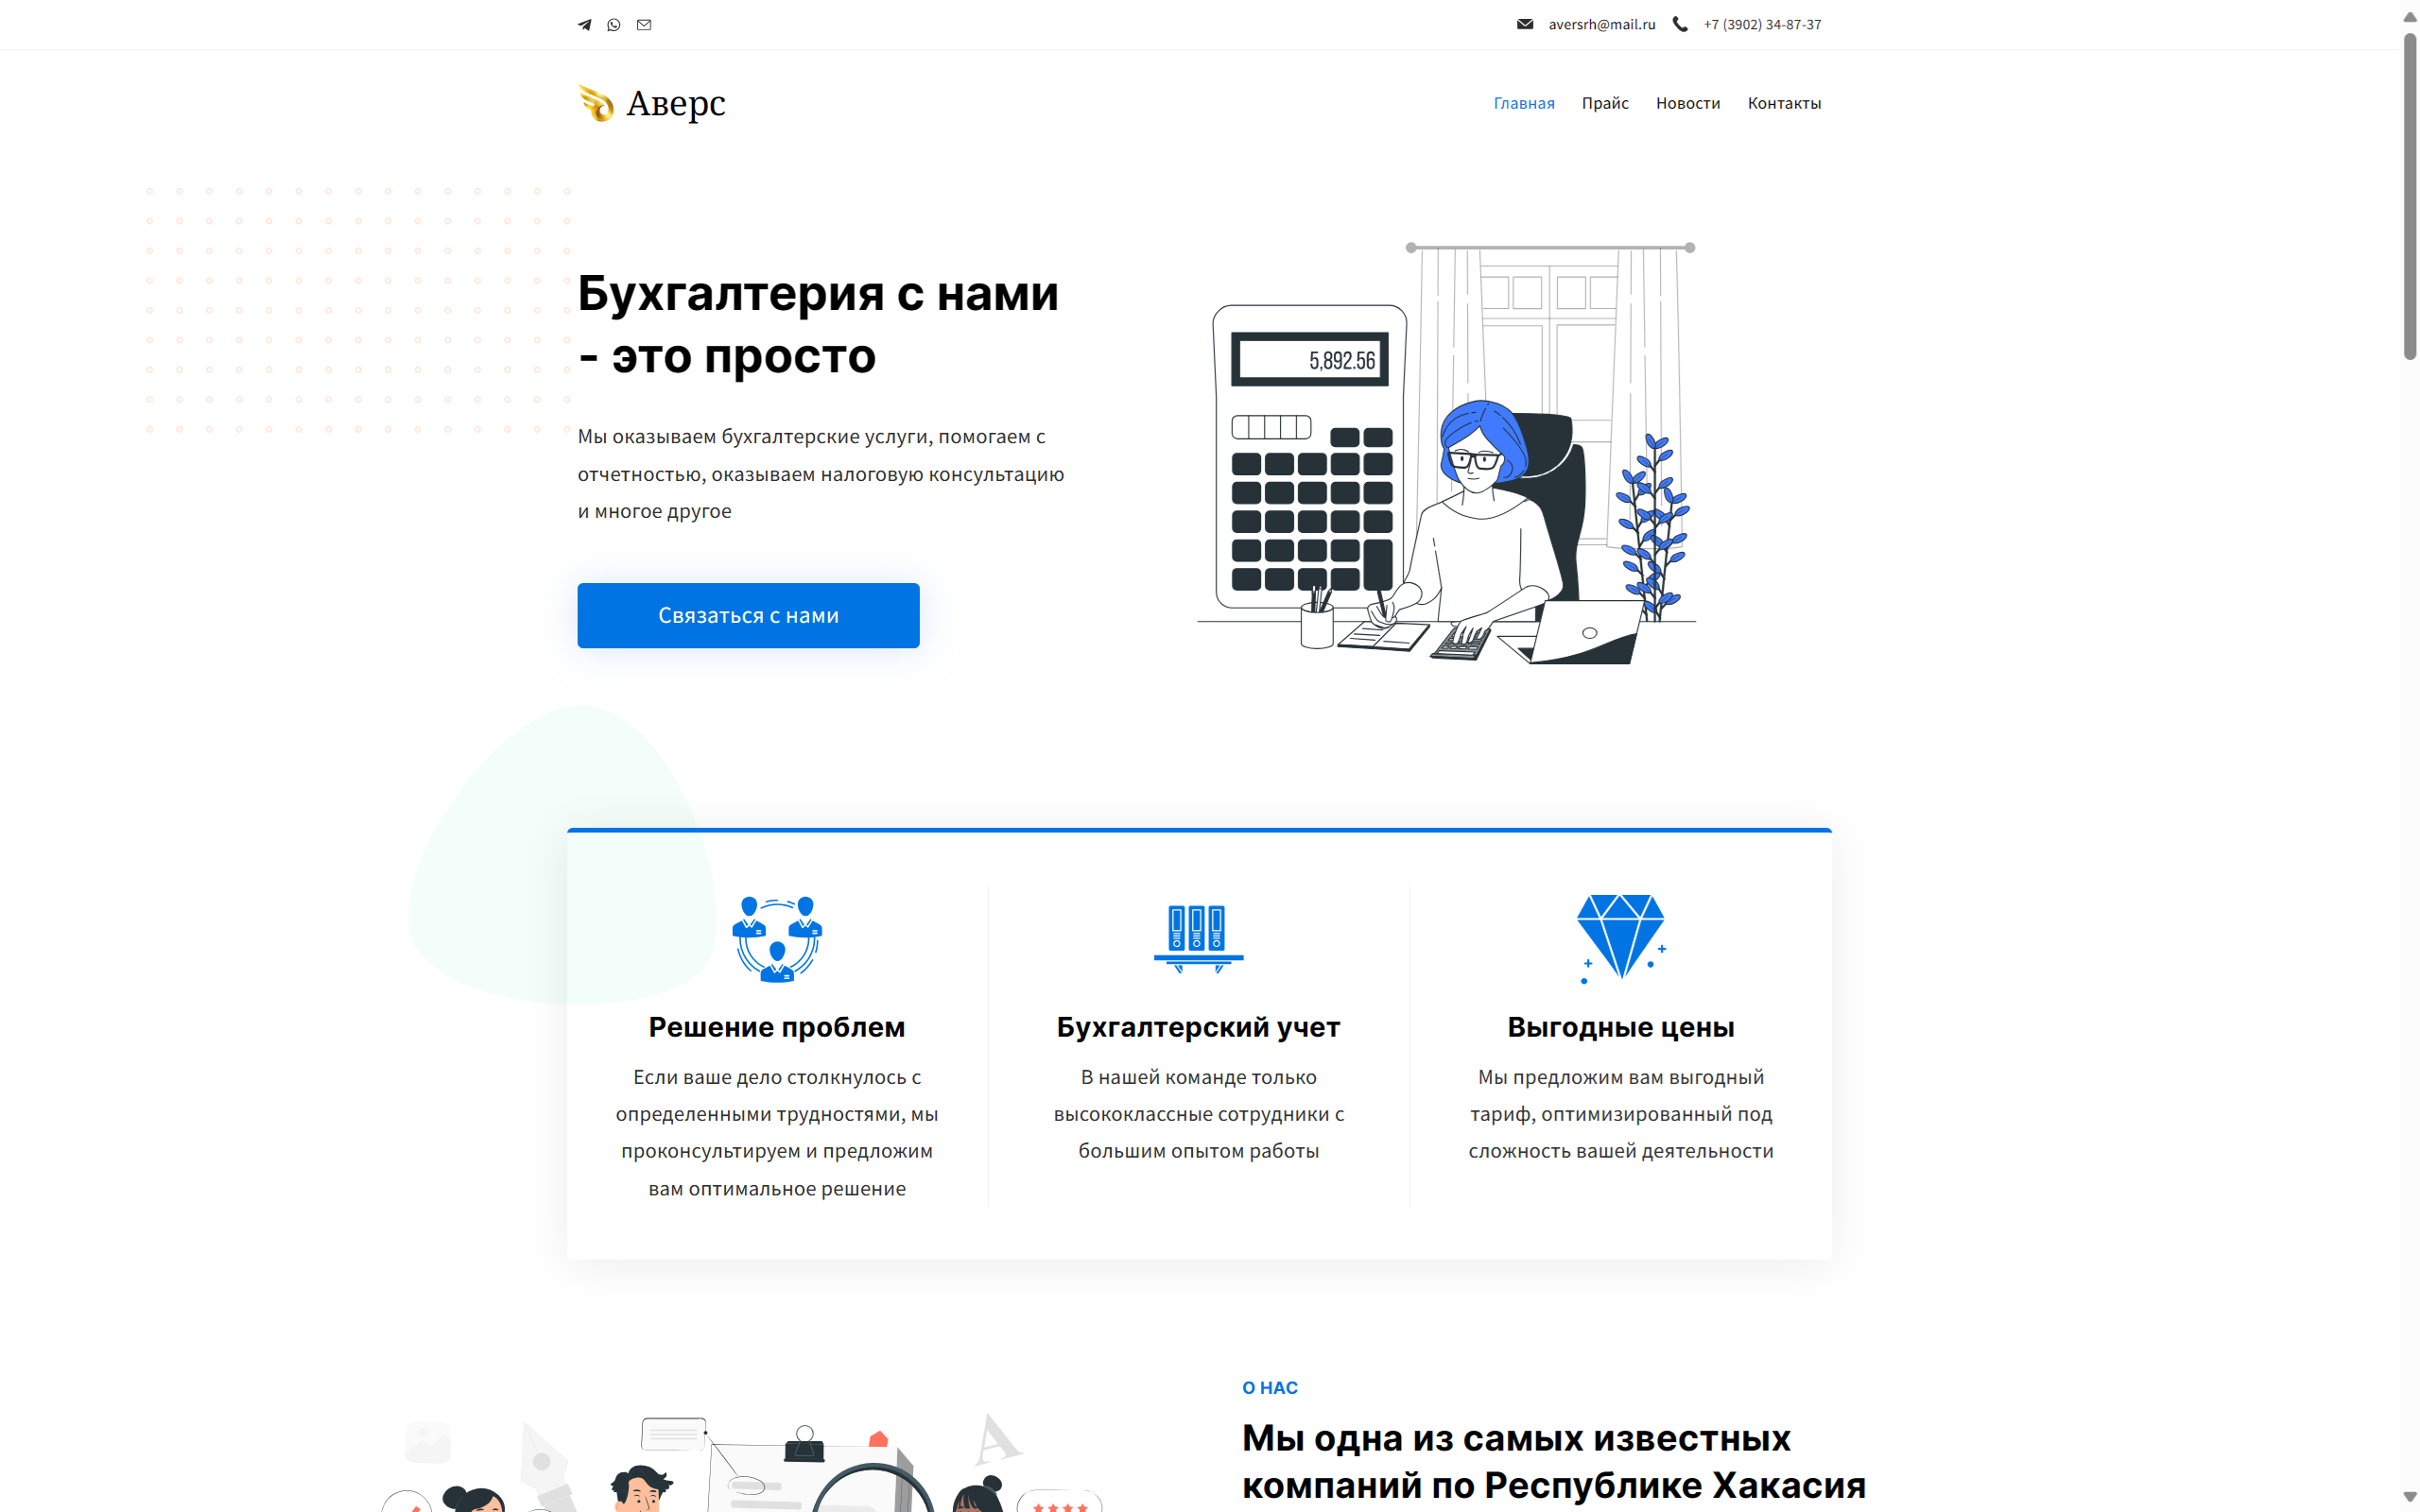 aversrh@mail.ru +7 (3902) 34-87-37
Аверс
Главная Прайс Новости Контакты
Бухгалтерия с нами
- это просто
Мы оказываем бухгалтерские услуги, помогаем с
отчетностью, оказываем налоговую консультацию
и многое другое
Связаться с нами
5,892.56
Решение проблем
Если ваше дело столкнулось с
определенными трудностями, мы
проконсультируем и предложим
вам оптимальное решение
Бухгалтерский учет
В нашей команде только
высококлассные сотрудники с
большим опытом работы
Выгодные цены
Мы предложим вам выгодный
тариф, оптимизированный под
сложность вашей деятельности
A
О НАС
Мы одна из самых известных
компаний по Республике Хакасия